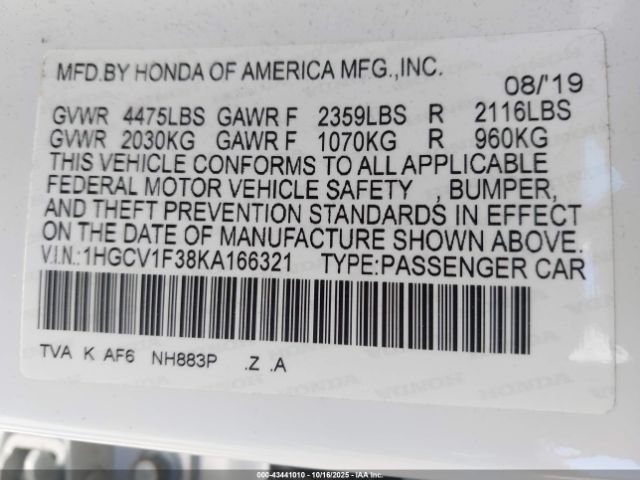 MFD.BY HONDA OF AMERICA MFG.,INC.
08/'19
GVWR 4475LBS GAWR F 2359LBS R 2116LBS
GVWR 2030KG GAWR F 1070KG R 960KG
THIS VEHICLE CONFORMS TO ALL APPLICABLE
FEDERAL MOTOR VEHICLE SAFETY , BUMPER,
AND THEFT PREVENTION STANDARDS IN EFFECT
ON THE DATE OF MANUFACTURE SHOWN ABOVE.
V.I.N.:1HGCV1F38KA166321 TYPE:PASSENGER CAR
TVA K AF6 NH883P .Z .A
000-43441010 - 10/16/2025 - IAA Inc.